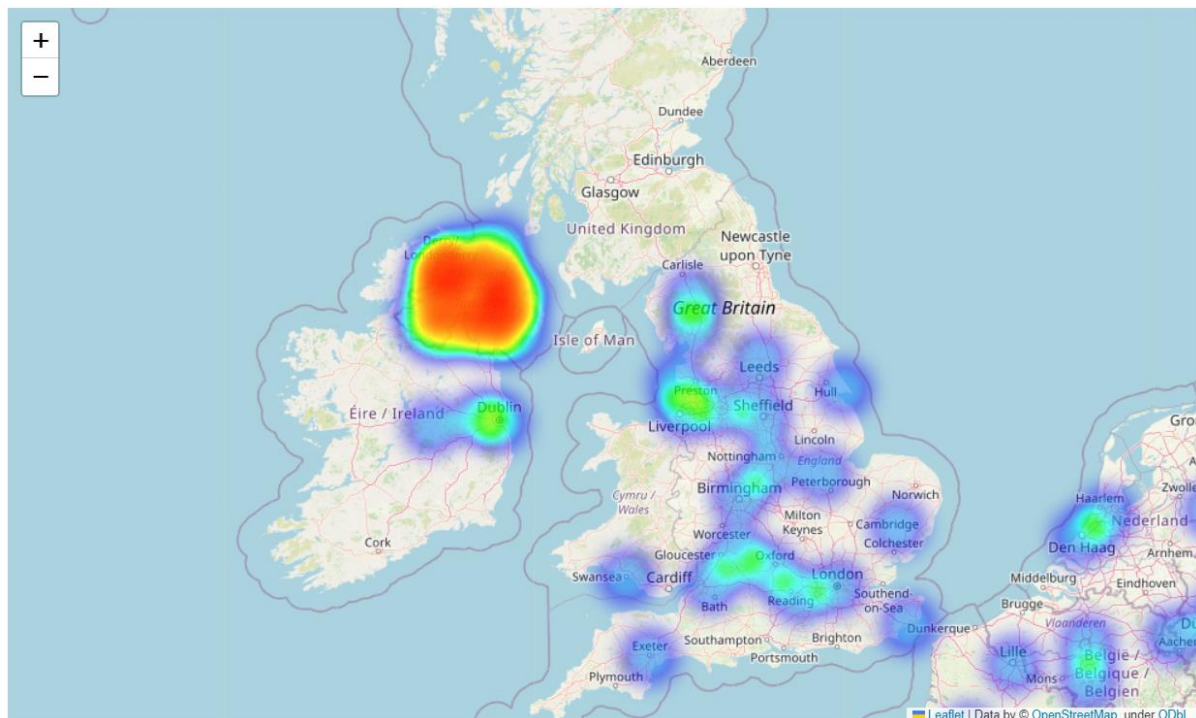 +
−
Aberdeen
Dundee
Edinburgh
Glasgow
United Kingdom
Newcastle
upon Tyne
Derry/
Carlisle
Great Britain
Isle of Man
Leeds
Preston
Hull
Sheffield
Dublin
Éire / Ireland
Liverpool
Lincoln
Nottingham
England
Birmingham
Peterborough
Norwich
Cymru /
Wales
Milton
Keynes
Cambridge
Worcester
Colchester
Cork
Gloucester
Oxford
Swansea
Cardiff
London
Reading
Southend-
on-Sea
Bath
Southampton
Brighton
Portsmouth
Exeter
Plymouth
Haarlem
Zwolle
Nederland
Den Haag
Arnhem,
Middelburg
Eindhoven
Brugge
Dunkerque
Vlaanderen
Lille
Mons
Aachen
België /
Belgique /
Belgien
Leaflet | Data by © OpenStreetMap, under ODbL